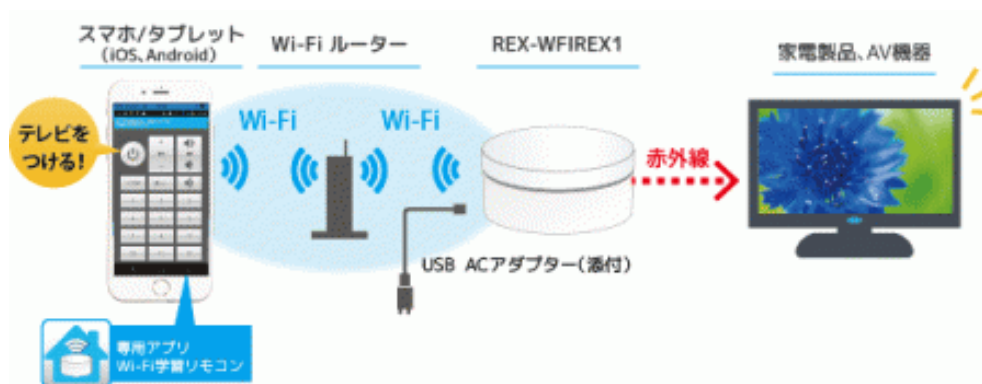 スマホ/タブレット
(iOS、Android)
Wi-Fi ルーター
REX-WFIREX1
家電製品、AV機器
テレビを
つける!
Wi-Fi
Wi-Fi
赤外線
USB ACアダプター(添付)
専用アプリ
Wi-Fi学習リモコン